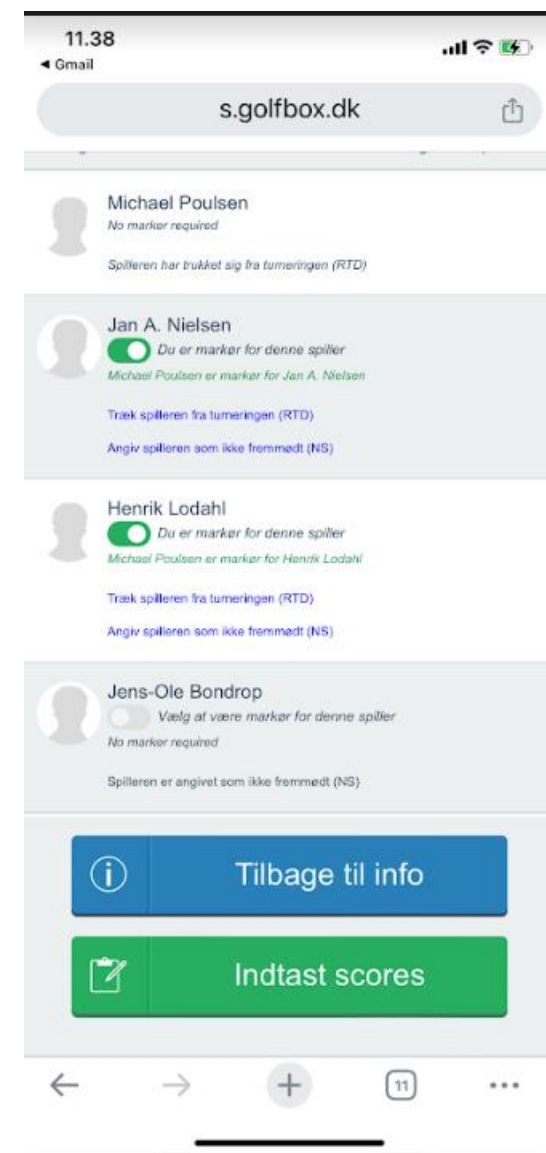 11.38
◄ Gmail
s.golfbox.dk
Michael Poulsen
No markør required
Spilleren har trukket sig fra turneringen (RTD)
Jan A. Nielsen
Du er markør for denne spiller
Michael Poulsen er markør for Jan A. Nielsen
Træk spilleren fra turneringen (RTD)
Angiv spilleren som ikke fremmødt (NS)
Henrik Lodahl
Du er markør for denne spiller
Michael Poulsen er markør for Henrik Lodahl
Træk spilleren fra turneringen (RTD)
Angiv spilleren som ikke fremmødt (NS)
Jens-Ole Bondrop
Vælg at være markør for denne spiller
No markør required
Spilleren er angivet som ikke fremmødt (NS)
Tilbage til info
Indtast scores
11